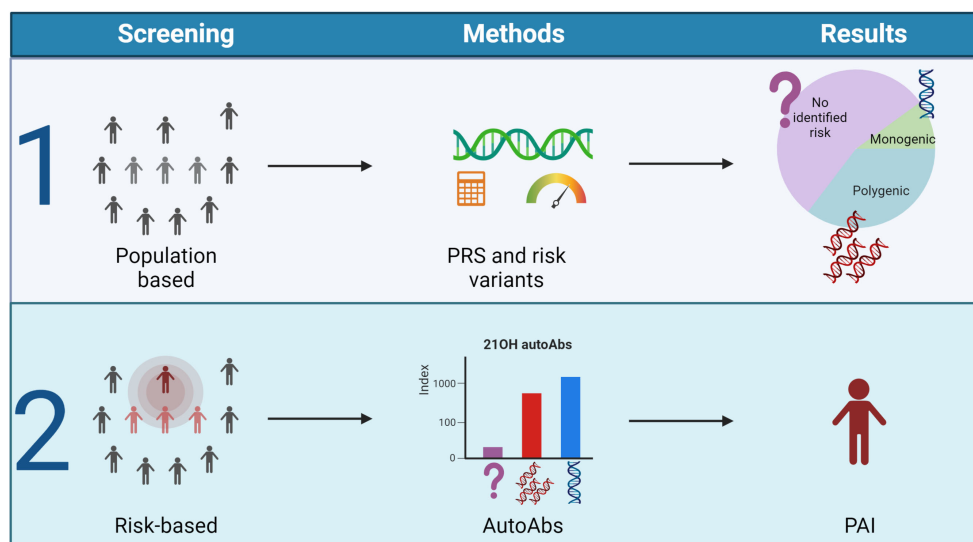 Screening
Methods
Results
1
?
No
identified
risk
Monogenic
Polygenic
Population
based
PRS and risk
variants
2
21OH autoAbs
Index
1000
100
0
?
Risk-based
AutoAbs
PAI